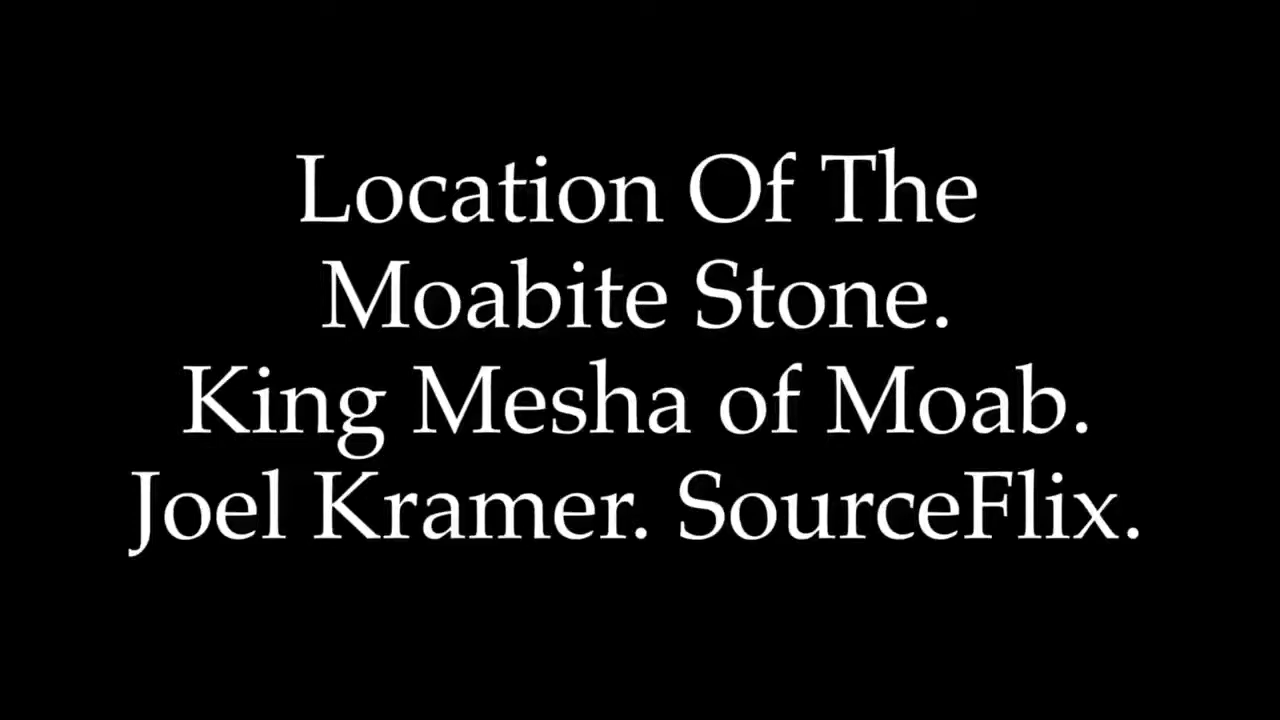 Location Of The
Moabite Stone.
King Mesha of Moab.
Joel Kramer. SourceFlix.